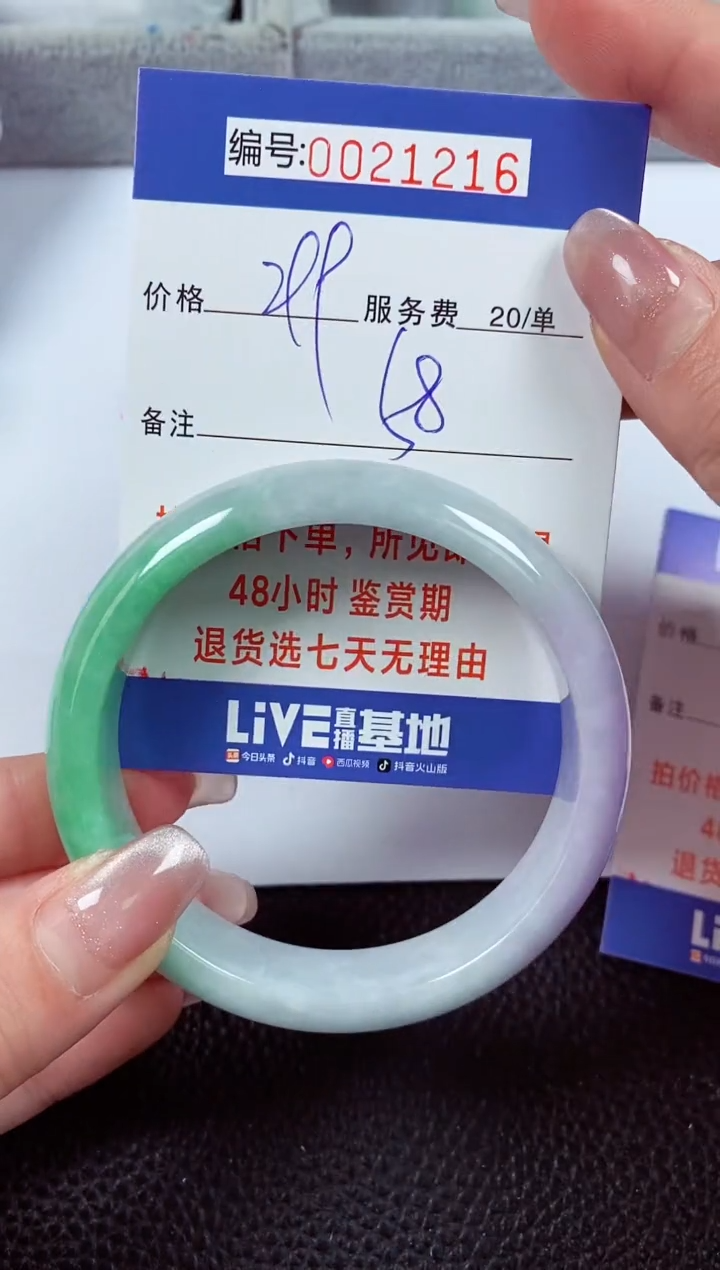 编号:0021216
价格 299 服务费 20/单
58
备注
48小时 鉴赏期
退货选七天无理由
LiVE直播基地
今日头条 抖音 西瓜视频 抖音火山版
价格
备注
拍价格
4
退货
Li